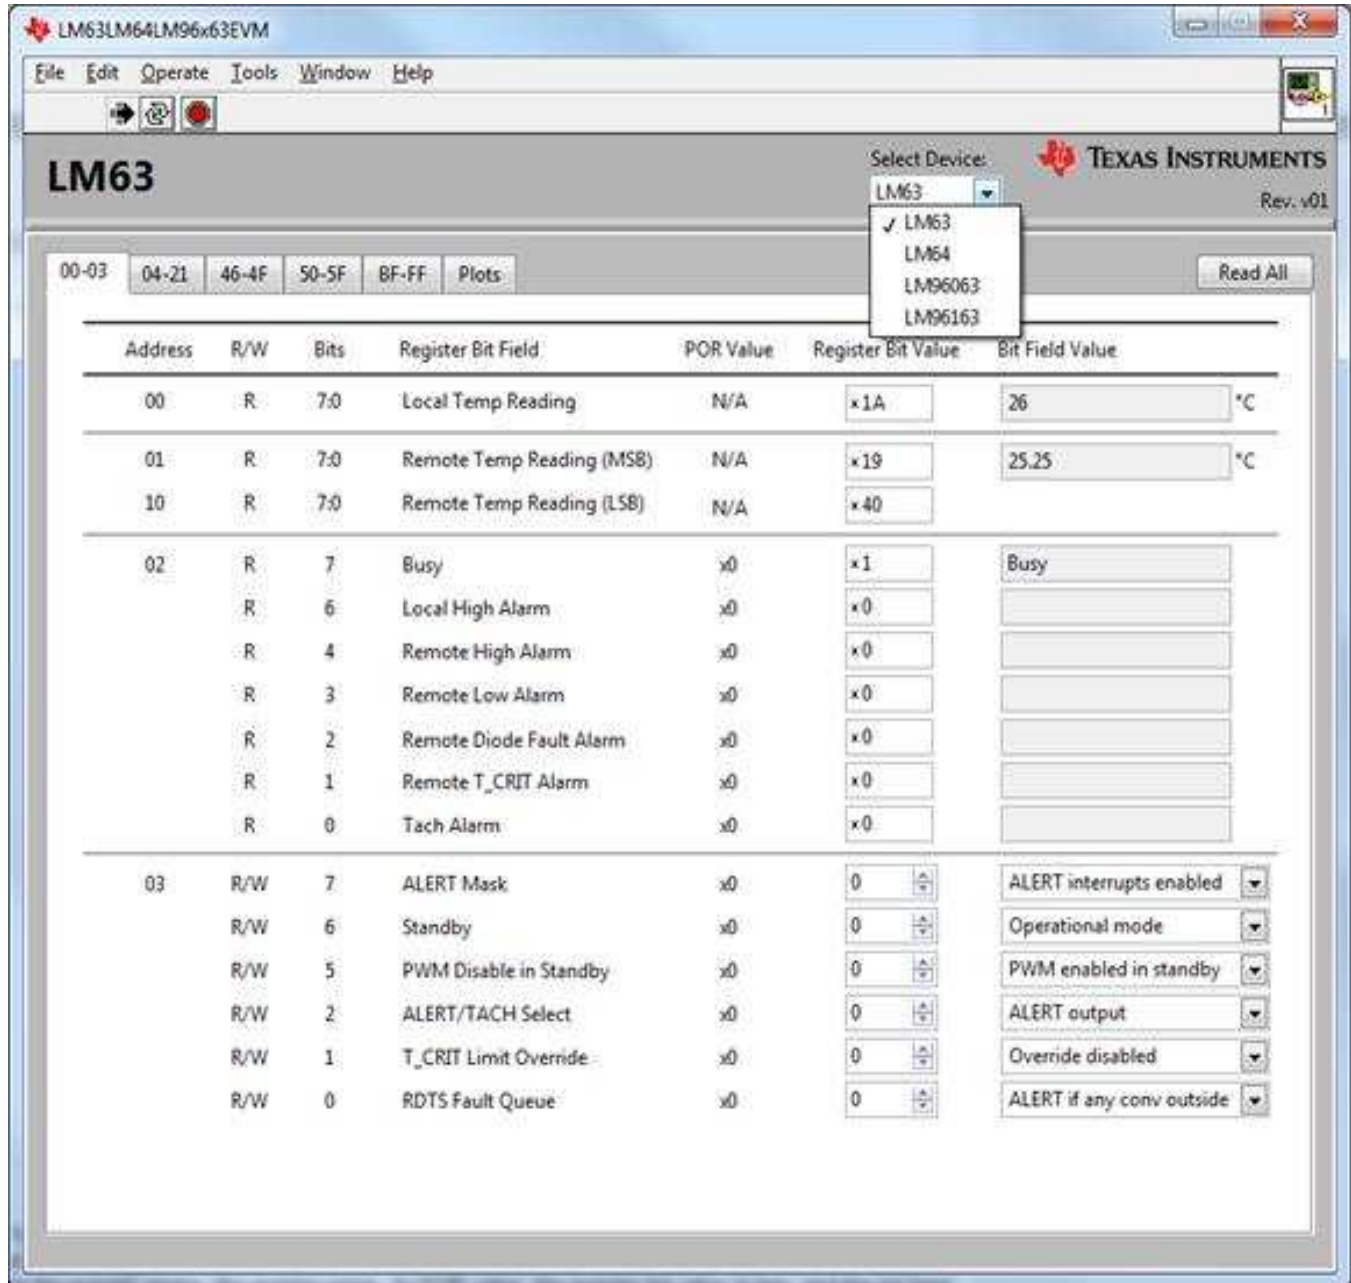 LM63LM64LM96x63EVM
File Edit Operate Tools Window Help
LM63
Select Device:
TEXAS INSTRUMENTS
LM63
Rev. v01
✓ LM63
LM64
LM96063
LM96163
00-03 04-21 46-4F 50-5F BF-FF Plots Read All
Address R/W Bits Register Bit Field POR Value Register Bit Value Bit Field Value
00 R 7:0 Local Temp Reading N/A x1A 26 °C
01 R 7:0 Remote Temp Reading (MSB) N/A x19 25.25 °C
10 R 7:0 Remote Temp Reading (LSB) N/A x40
02 R 7 Busy x0 x1 Busy
R 6 Local High Alarm x0 x0
R 4 Remote High Alarm x0 x0
R 3 Remote Low Alarm x0 x0
R 2 Remote Diode Fault Alarm x0 x0
R 1 Remote T_CRIT Alarm x0 x0
R 0 Tach Alarm x0 x0
03 R/W 7 ALERT Mask x0 0 ALERT interrupts enabled
R/W 6 Standby x0 0 Operational mode
R/W 5 PWM Disable in Standby x0 0 PWM enabled in standby
R/W 2 ALERT/TACH Select x0 0 ALERT output
R/W 1 T_CRIT Limit Override x0 0 Override disabled
R/W 0 RDTS Fault Queue x0 0 ALERT if any conv outside